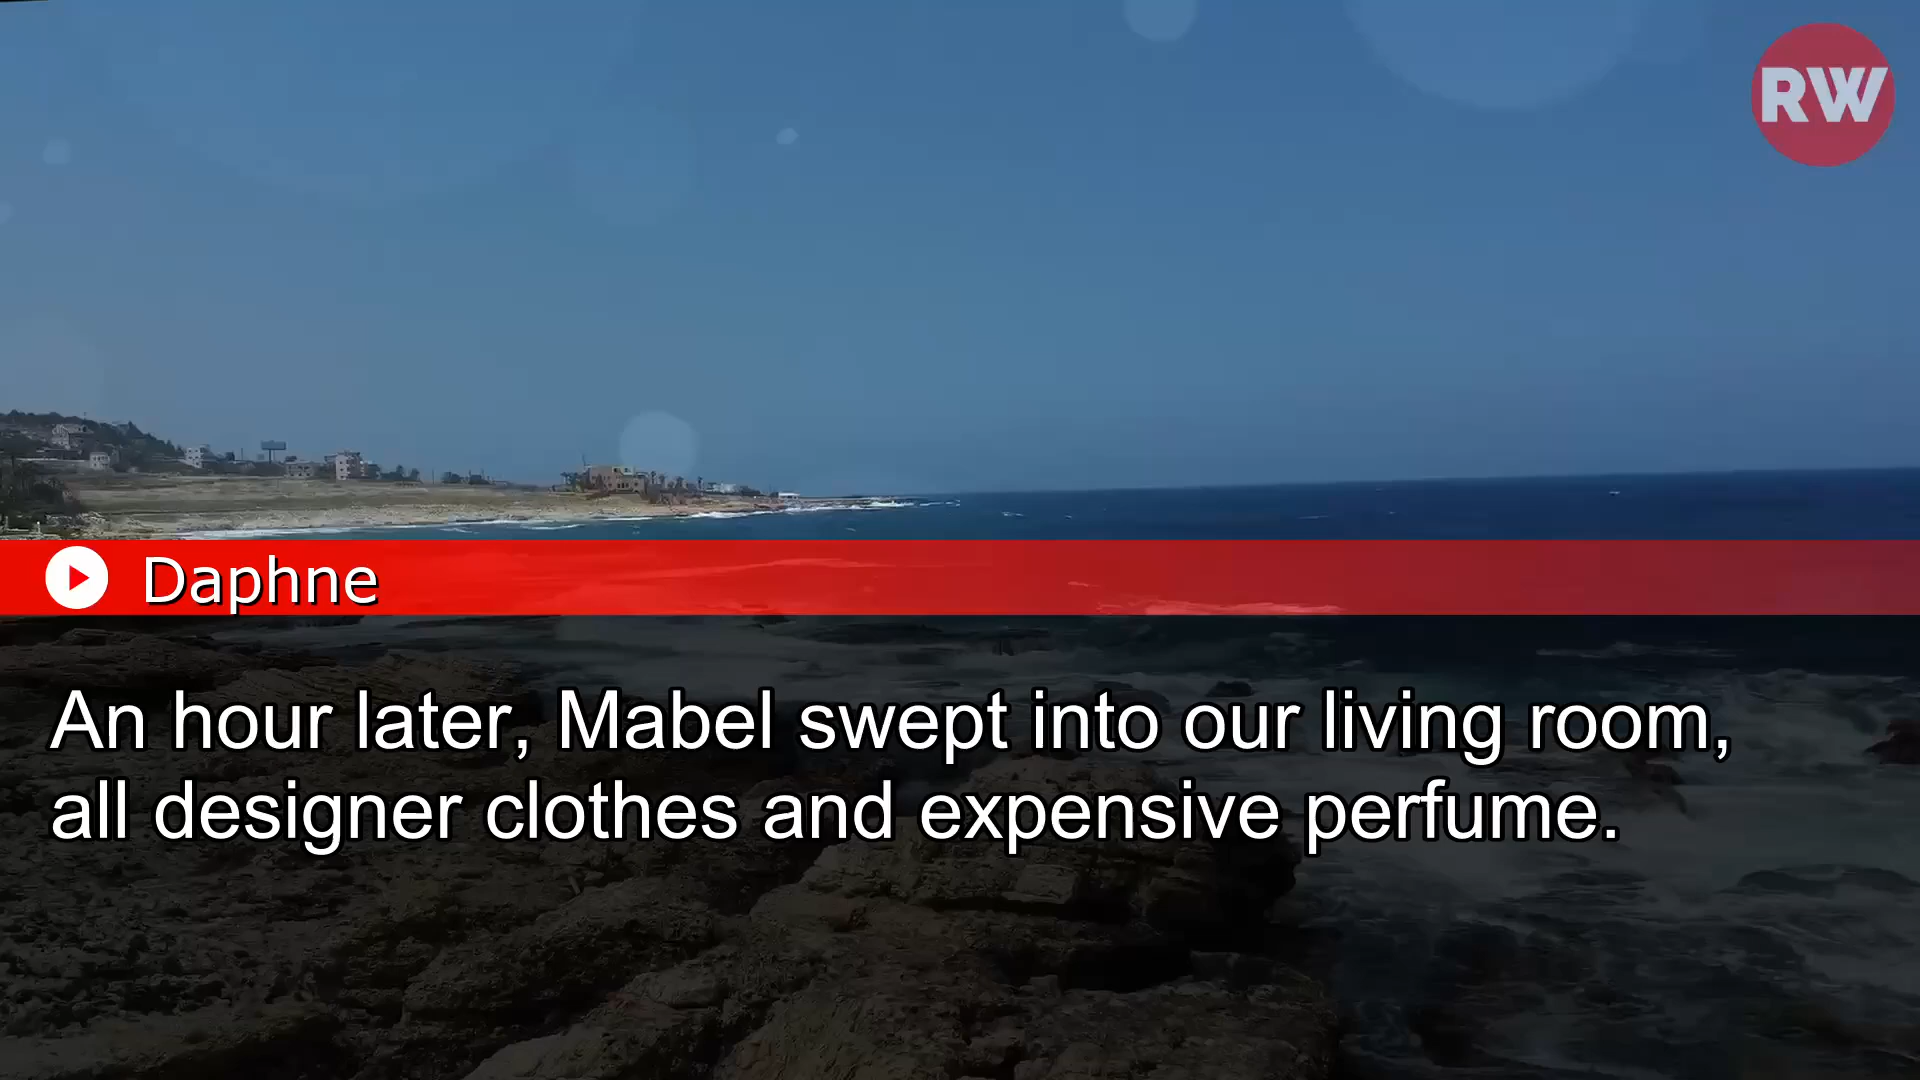 RW
Daphne
An hour later, Mabel swept into our living room,
all designer clothes and expensive perfume.